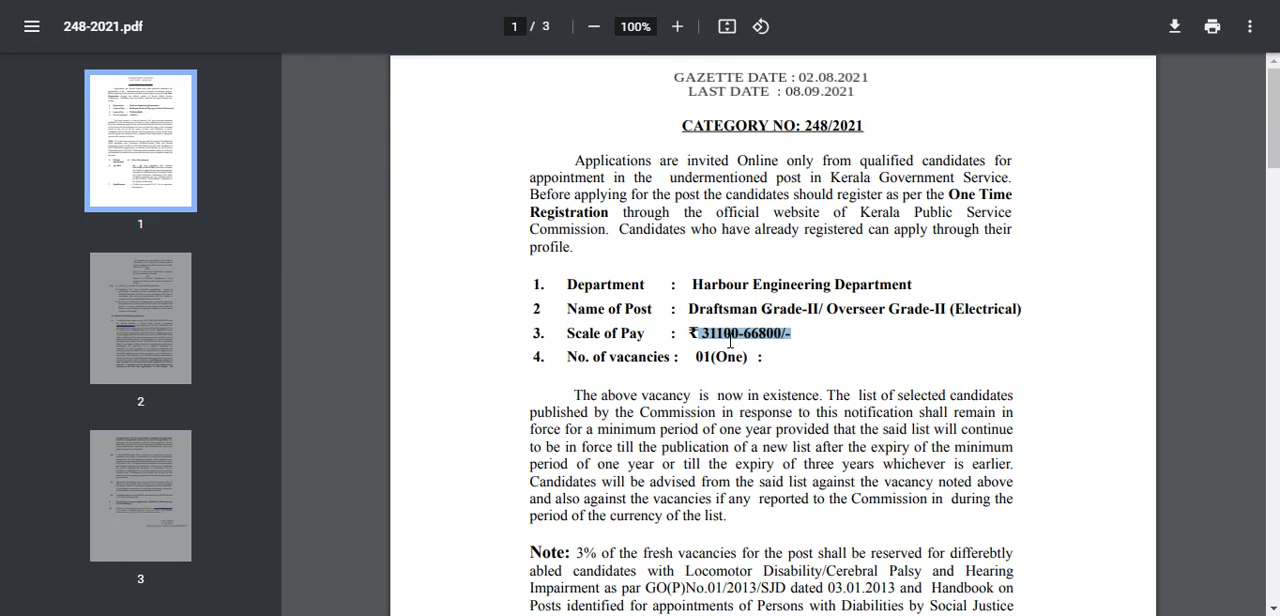 248-2021.pdf
1 / 3
100%
1
2
3
GAZETTE DATE : 02.08.2021
LAST DATE : 08.09.2021
CATEGORY NO: 248/2021
Applications are invited Online only from qualified candidates for
appointment in the undermentioned post in Kerala Government Service.
Before applying for the post the candidates should register as per the One Time
Registration through the official website of Kerala Public Service
Commission. Candidates who have already registered can apply through their
profile.
1. Department : Harbour Engineering Department
2 Name of Post : Draftsman Grade-II/ Overseer Grade-II (Electrical)
3. Scale of Pay : ₹ 31100-66800/-
4. No. of vacancies : 01(One) :
The above vacancy is now in existence. The list of selected candidates
published by the Commission in response to this notification shall remain in
force for a minimum period of one year provided that the said list will continue
to be in force till the publication of a new list after the expiry of the minimum
period of one year or till the expiry of three years whichever is earlier.
Candidates will be advised from the said list against the vacancy noted above
and also against the vacancies if any reported to the Commission in during the
period of the currency of the list.
Note: 3% of the fresh vacancies for the post shall be reserved for differebtly
abled candidates with Locomotor Disability/Cerebral Palsy and Hearing
Impairment as par GO(P)No.01/2013/SJD dated 03.01.2013 and Handbook on
Posts identified for appointments of Persons with Disabilities by Social Justice